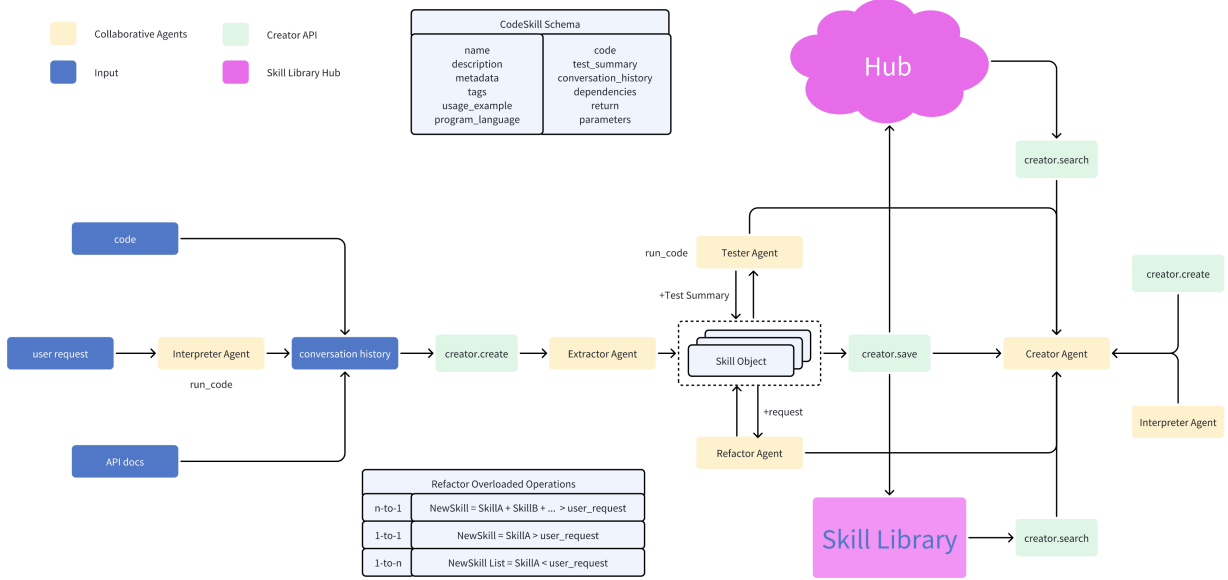 Collaborative Agents
Creator API
Input
Skill Library Hub
CodeSkill Schema
name
description
metadata
tags
usage_example
program_language
code
test_summary
conversation_history
dependencies
return
parameters
Hub
creator.search
code
run_code
Tester Agent
+Test Summary
creator.create
user request
Interpreter Agent
run_code
conversation history
creator.create
Extractor Agent
Skill Object
creator.save
Creator Agent
+request
Interpreter Agent
API docs
Refactor Agent
Refactor Overloaded Operations
n-to-1 NewSkill = SkillA + SkillB + ... > user_request
1-to-1 NewSkill = SkillA > user_request
1-to-n NewSkill List = SkillA < user_request
Skill Library
creator.search